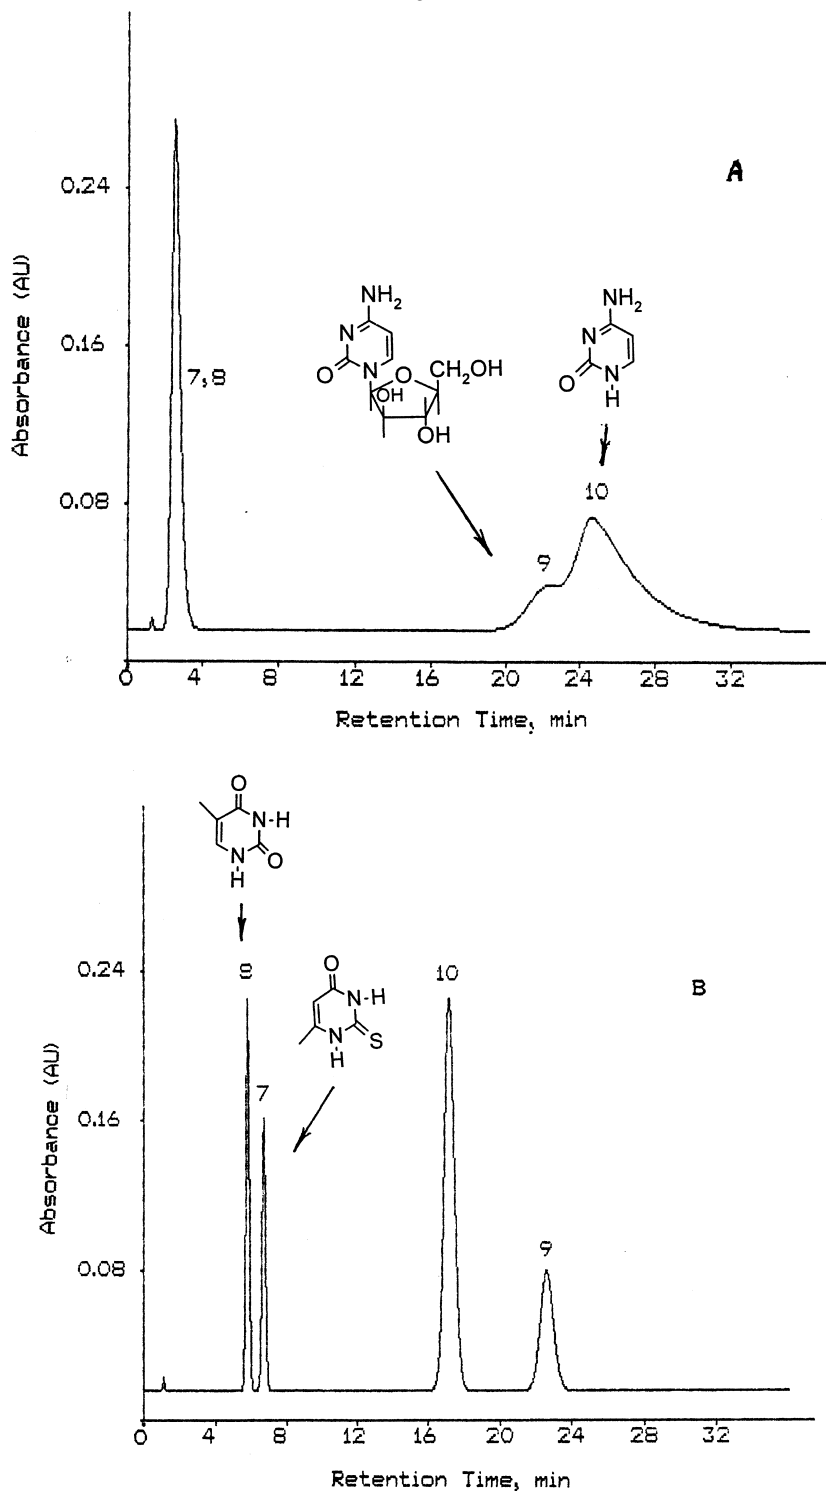 A
0.24
0.16
0.08
Absorbance (AU)
7,8
NH2
N
O
N
O
OH
CH2OH
OH
NH2
N
O
N
H
9
10
0 4 8 12 16 20 24 28 32
Retention Time, min
O
N-H
N
O
H
B
0.24
0.16
0.08
Absorbance (AU)
8
O
N-H
N
S
H
7
10
9
0 4 8 12 16 20 24 28 32
Retention Time, min